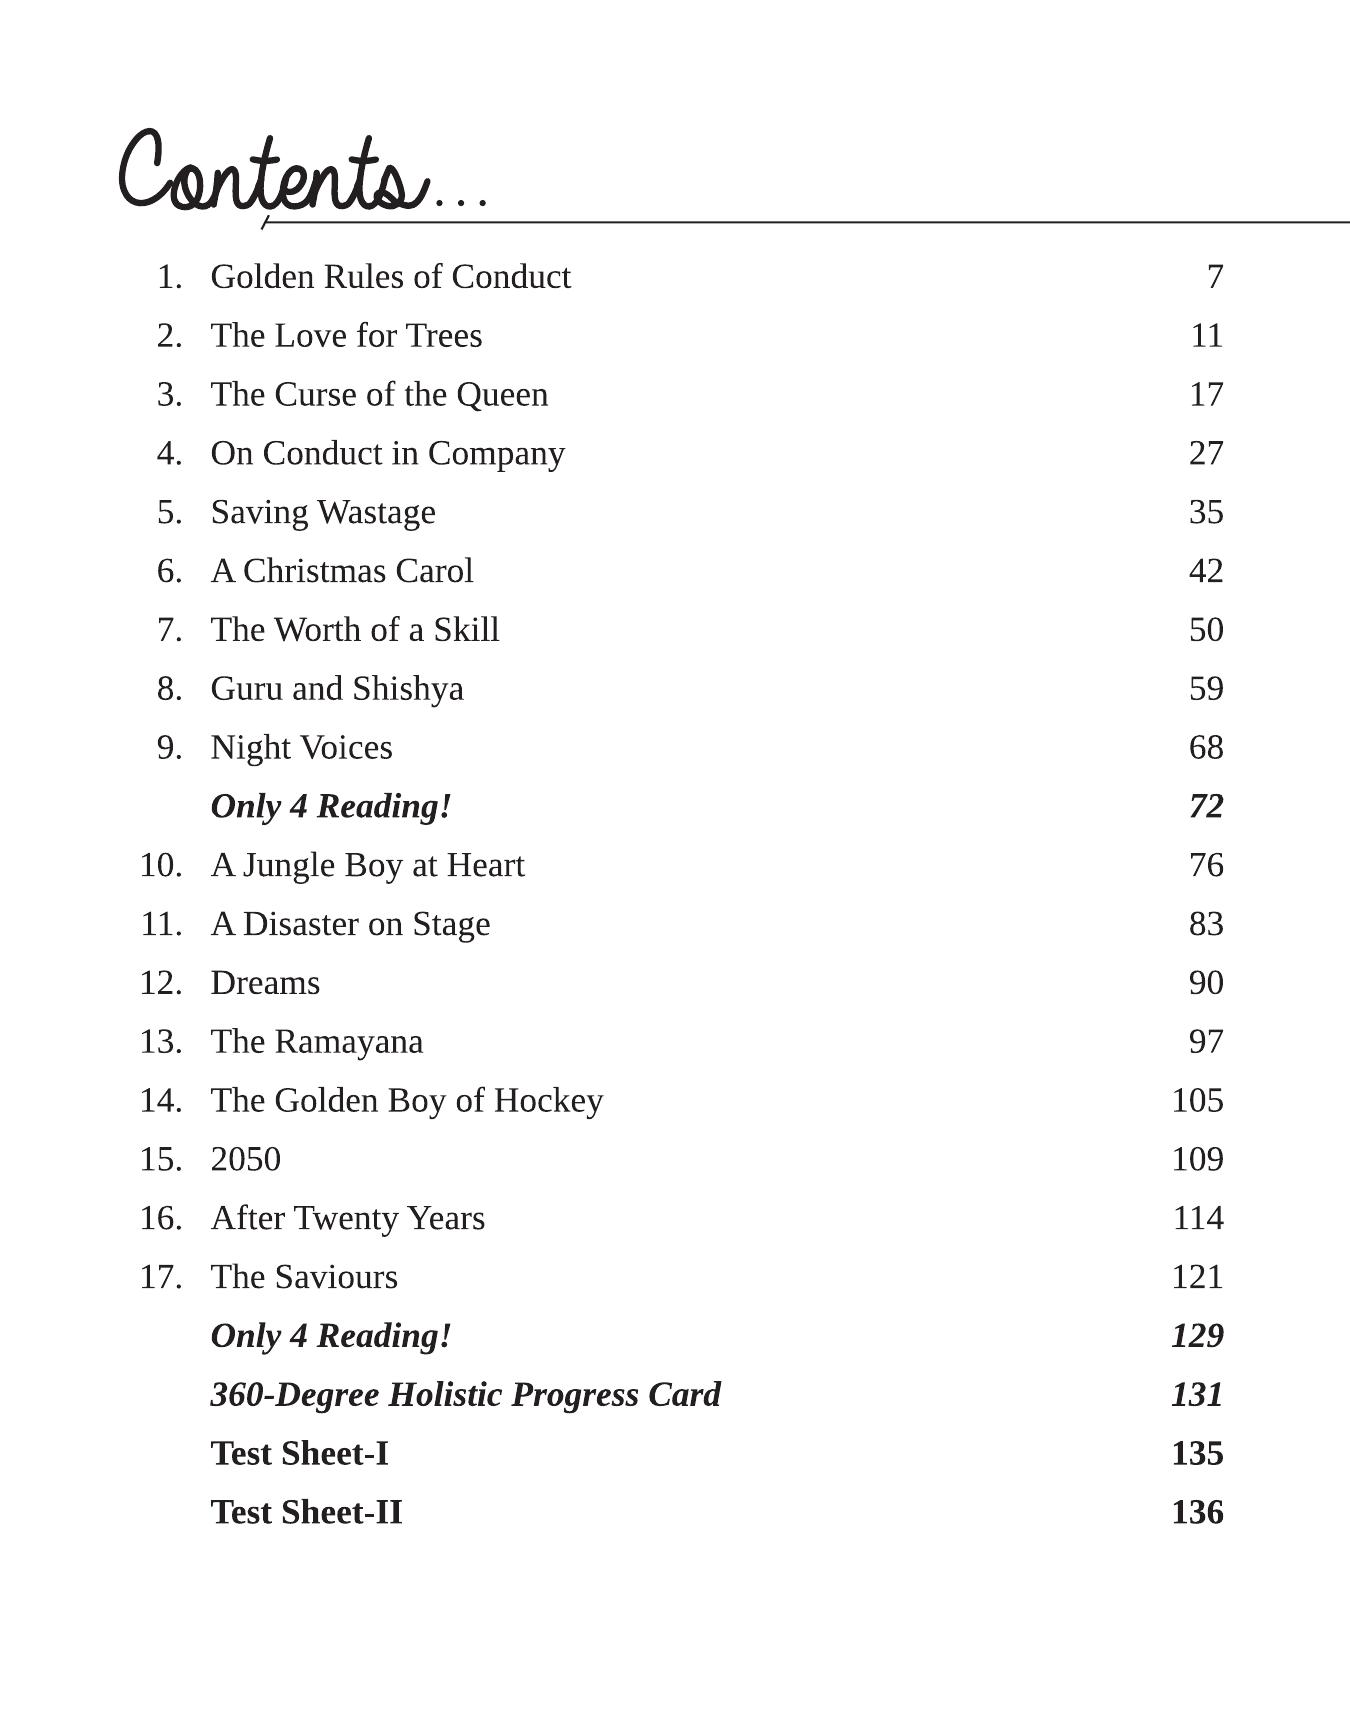 Contents...
1. Golden Rules of Conduct 7
2. The Love for Trees 11
3. The Curse of the Queen 17
4. On Conduct in Company 27
5. Saving Wastage 35
6. A Christmas Carol 42
7. The Worth of a Skill 50
8. Guru and Shishya 59
9. Night Voices 68
Only 4 Reading! 72
10. A Jungle Boy at Heart 76
11. A Disaster on Stage 83
12. Dreams 90
13. The Ramayana 97
14. The Golden Boy of Hockey 105
15. 2050 109
16. After Twenty Years 114
17. The Saviours 121
Only 4 Reading! 129
360-Degree Holistic Progress Card 131
Test Sheet-I 135
Test Sheet-II 136